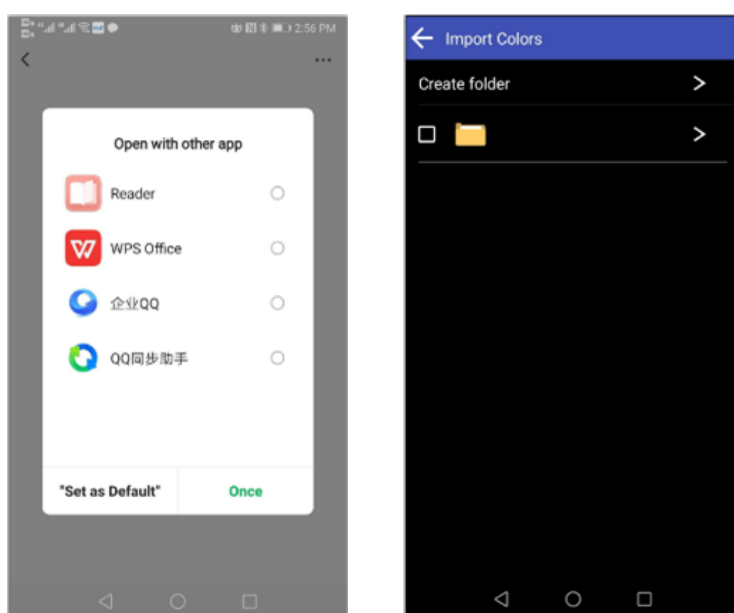 2:56 PM
Open with other app
Reader
WPS Office
企业QQ
QQ同步助手
"Set as Default"
Once
Import Colors
Create folder